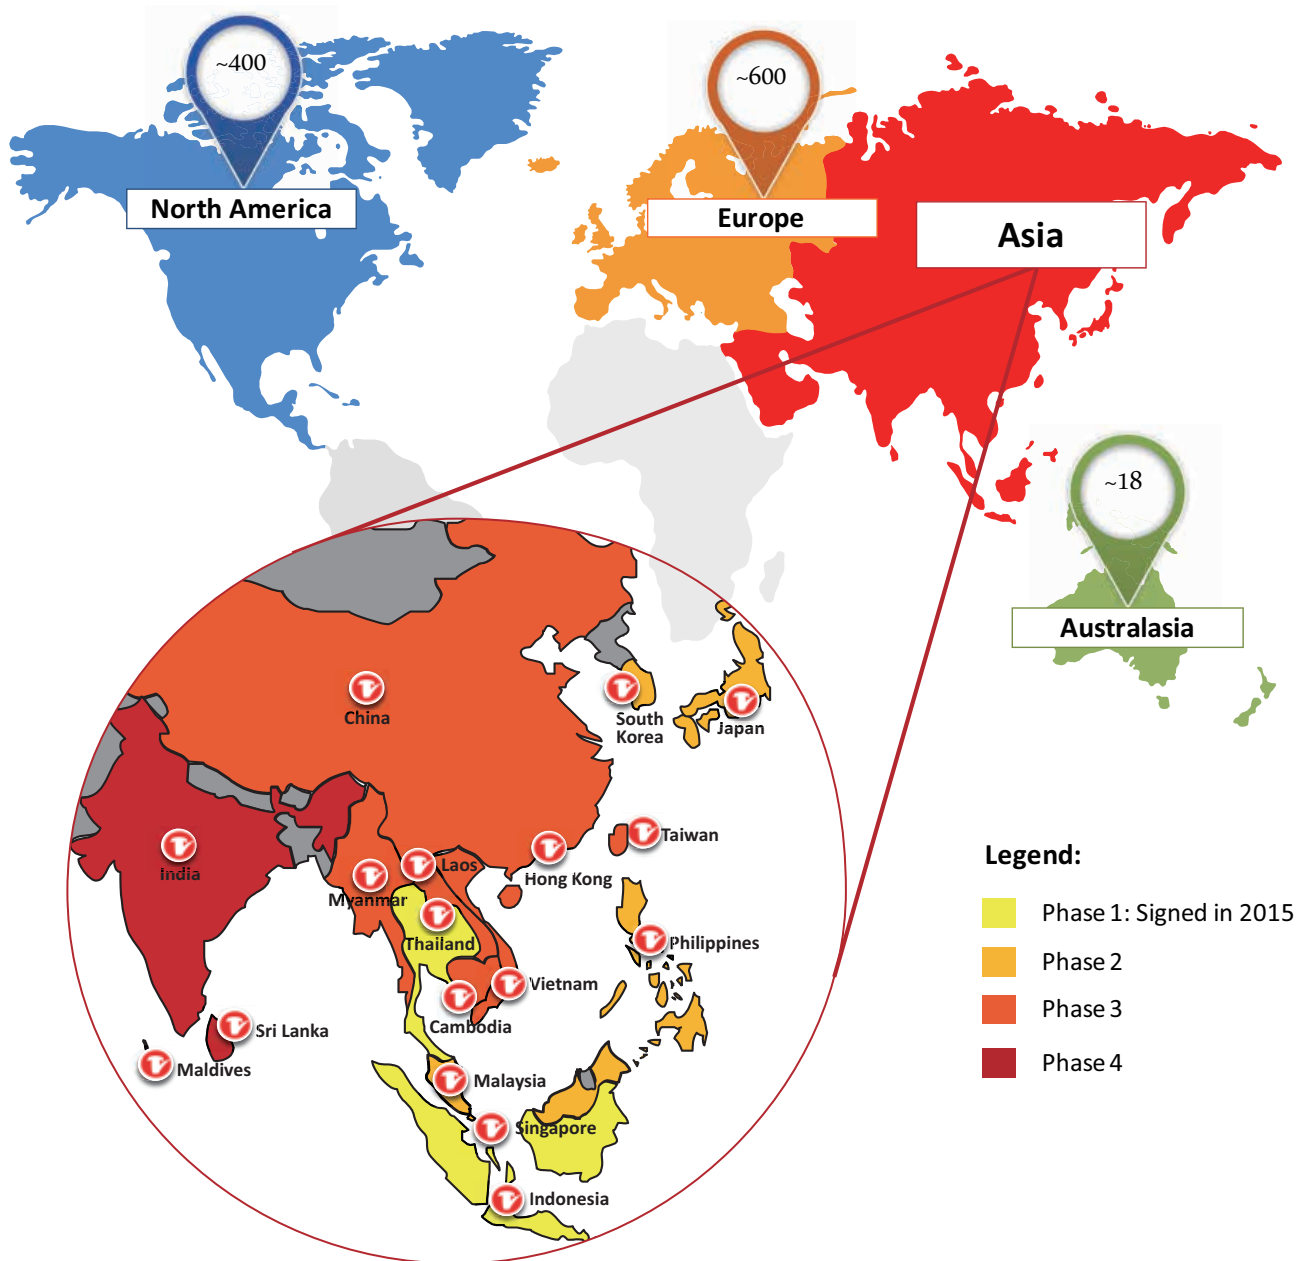 ~400
~600
North America
Europe
Asia
~18
Australasia
China
South
Korea
Japan
Taiwan
India
Laos
Hong Kong
Myanmar
Thailand
Philippines
Vietnam
Cambodia
Sri Lanka
Maldives
Malaysia
Singapore
Indonesia
Legend:
Phase 1: Signed in 2015
Phase 2
Phase 3
Phase 4